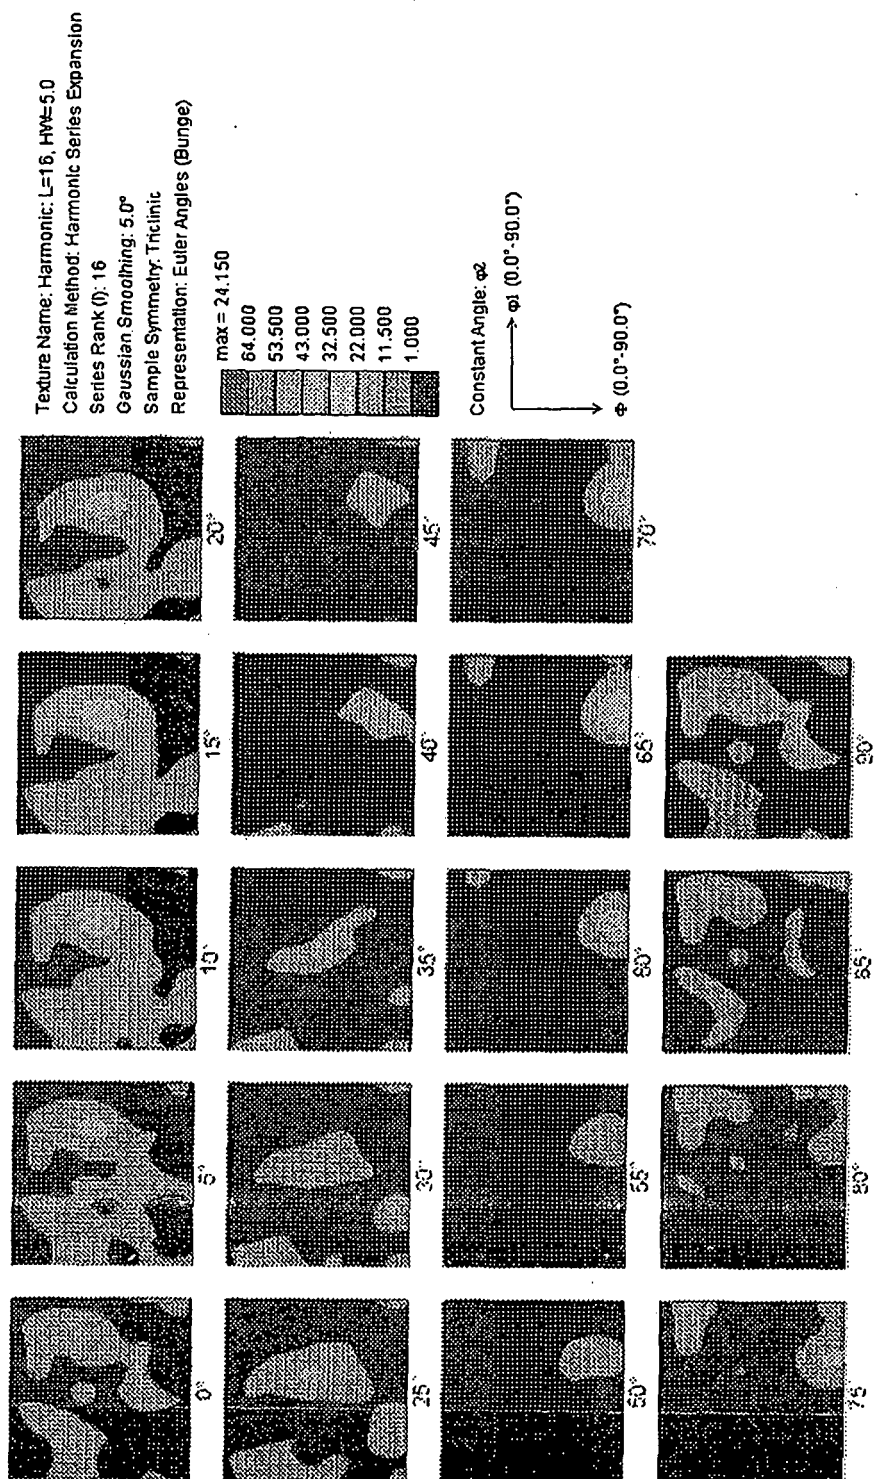 Texture Name: Harmonic: L=16, HW=5.0
Calculation Method: Harmonic Series Expansion
Series Rank (l): 16
Gaussian Smoothing: 5.0°
Sample Symmetry: Triclinic
Representation: Euler Angles (Bunge)
max = 24.150
64.000
53.500
43.000
32.500
22.000
11.500
1.000
Constant Angle: φ2
φ1 (0.0°-90.0°)
Φ (0.0°-90.0°)
0° 5° 10° 15° 20°
25° 30° 35° 40° 45°
50° 55° 60° 65° 70°
75° 80° 85° 90°